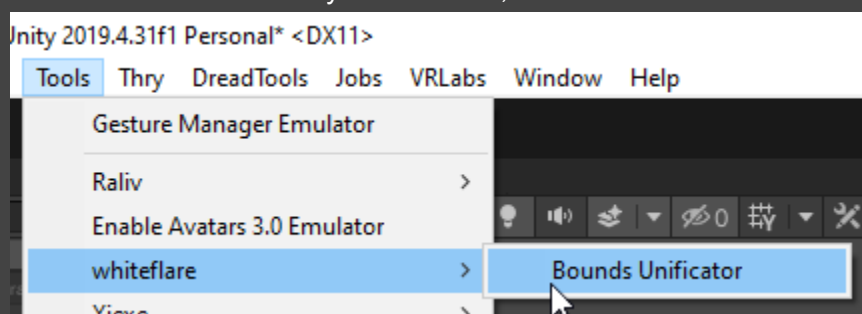 Unity 2019.4.31f1 Personal* <DX11>
Tools Thry DreadTools Jobs VRLabs Window Help
Gesture Manager Emulator
Raliv
Enable Avatars 3.0 Emulator
0
whiteflare
Bounds Unificator